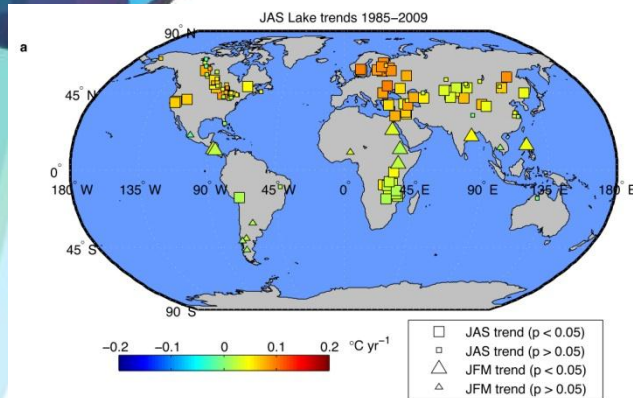 JAS Lake trends 1985−2009
a
90° N
45° N
0°
180° W
135° W
90° W
45° W
0°
45° E
90° E
135° E
180° E
45° S
90° S
−0.2 −0.1 0 0.1 0.2
°C yr⁻¹
JAS trend (p < 0.05)
JAS trend (p > 0.05)
JFM trend (p < 0.05)
JFM trend (p > 0.05)